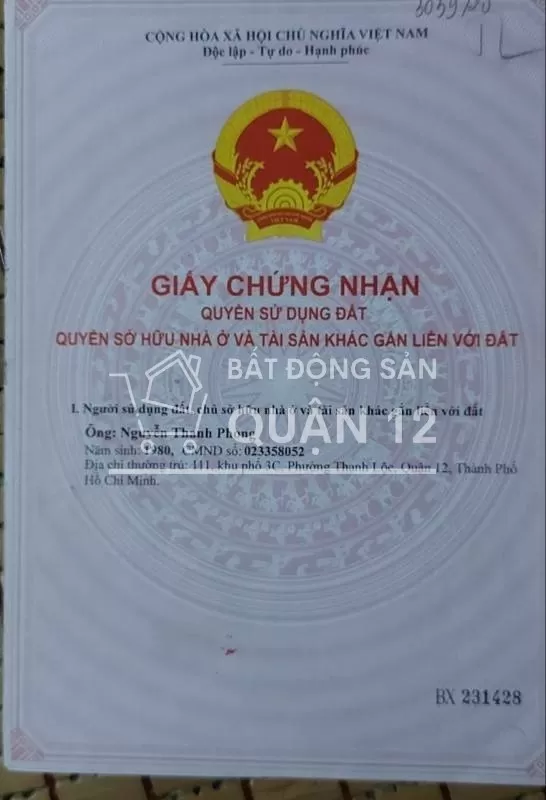 CỘNG HÒA XÃ HỘI CHỦ NGHĨA VIỆT NAM
Độc lập - Tự do - Hạnh phúc
GIẤY CHỨNG NHẬN
QUYỀN SỬ DỤNG ĐẤT
QUYỀN SỞ HỮU NHÀ Ở VÀ TÀI SẢN KHÁC GẮN LIỀN VỚI ĐẤT
BẤT ĐỘNG SẢN
QUẬN 12
I. Người sử dụng đất, chủ sở hữu nhà ở và tài sản khác gắn liền với đất
Ông: Nguyễn Thanh Phong
Năm sinh: 1980, CMND số: 023358052
Địa chỉ thường trú: 111, khu phố 3C, Phường Thạnh Lộc, Quận 12, Thành Phố
Hồ Chí Minh.
BX 231428